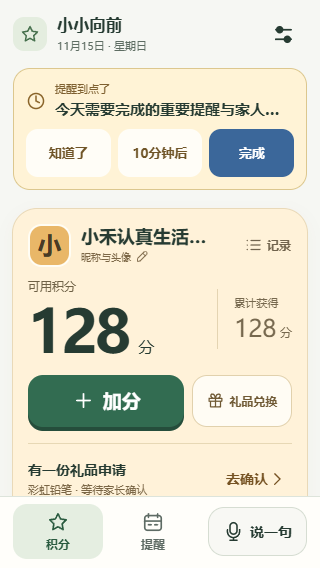 小小向前
11月15日 · 星期日
提醒到点了
今天需要完成的重要提醒与家人...
知道了
10分钟后
完成
小
小禾认真生活...
记录
昵称与头像
可用积分
128 分
累计获得
128 分
加分
礼品兑换
有一份礼品申请
彩虹铅笔 · 等待家长确认
去确认
积分
提醒
说一句